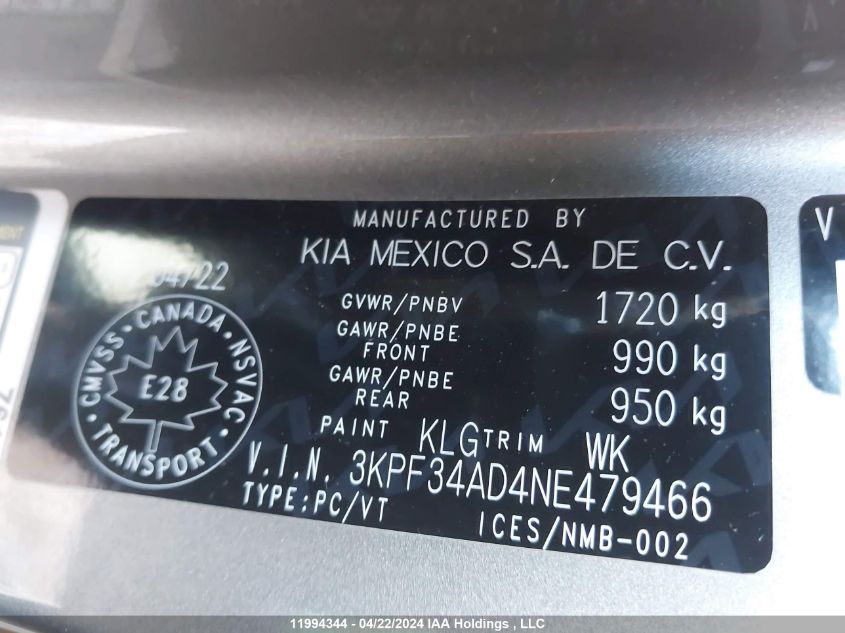 MANUFACTURED BY
KIA MEXICO S.A. DE C.V.
04/22
GVWR/PNBV 1720 kg
GAWR/PNBE
FRONT 990 kg
GAWR/PNBE
REAR 950 kg
PAINT KLG TRIM WK
V.I.N. 3KPF34AD4NE479466
TYPE:PC/VT ICES/NMB-002
CMVSS • CANADA • NSVAC • TRANSPORT •
E28
V
11994344 - 04/22/2024 IAA Holdings , LLC